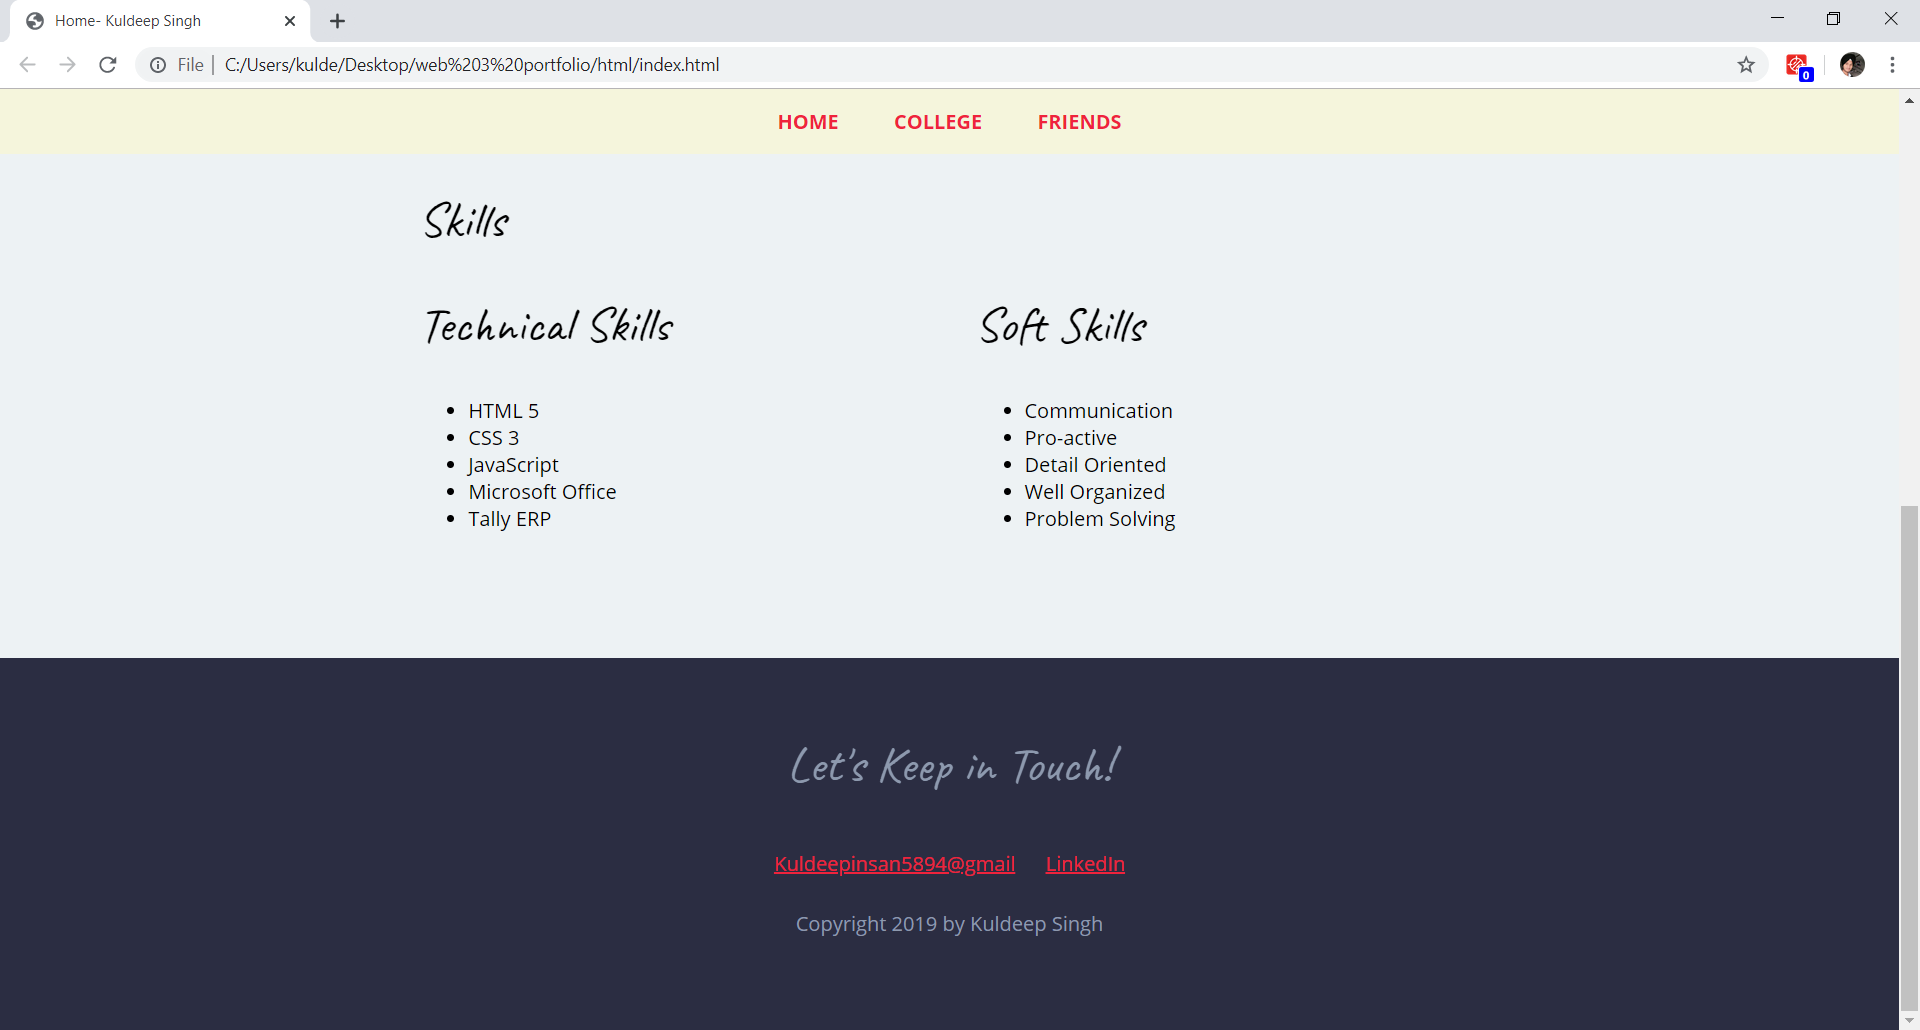 Home- Kuldeep Singh
File | C:/Users/kulde/Desktop/web%203%20portfolio/html/index.html
0
HOME COLLEGE FRIENDS
Skills
Technical Skills
HTML 5
CSS 3
JavaScript
Microsoft Office
Tally ERP
Soft Skills
Communication
Pro-active
Detail Oriented
Well Organized
Problem Solving
Let's Keep in Touch!
Kuldeepinsan5894@gmail LinkedIn
Copyright 2019 by Kuldeep Singh